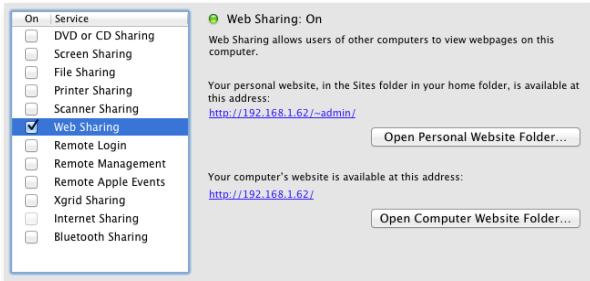 On Service
DVD or CD Sharing
Screen Sharing
File Sharing
Printer Sharing
Scanner Sharing
Web Sharing
Remote Login
Remote Management
Remote Apple Events
Xgrid Sharing
Internet Sharing
Bluetooth Sharing
Web Sharing: On
Web Sharing allows users of other computers to view webpages on this
computer.
Your personal website, in the Sites folder in your home folder, is available at
this address:
http://192.168.1.62/~admin/
Open Personal Website Folder...
Your computer's website is available at this address:
http://192.168.1.62/
Open Computer Website Folder...